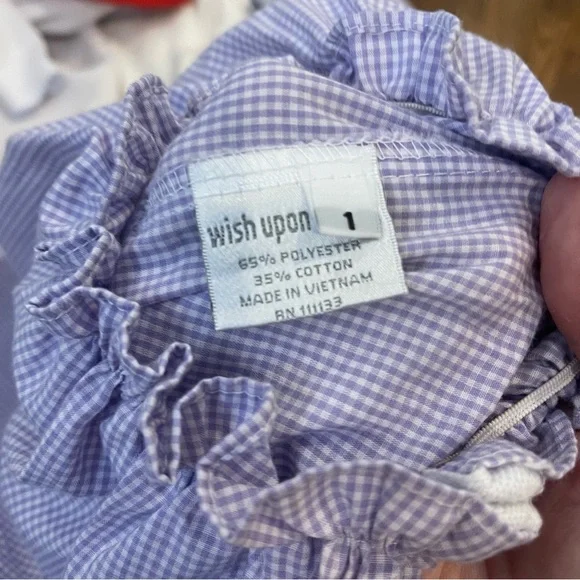 wish upon 1
65% POLYESTER
35% COTTON
MADE IN VIETNAM
RN 111133